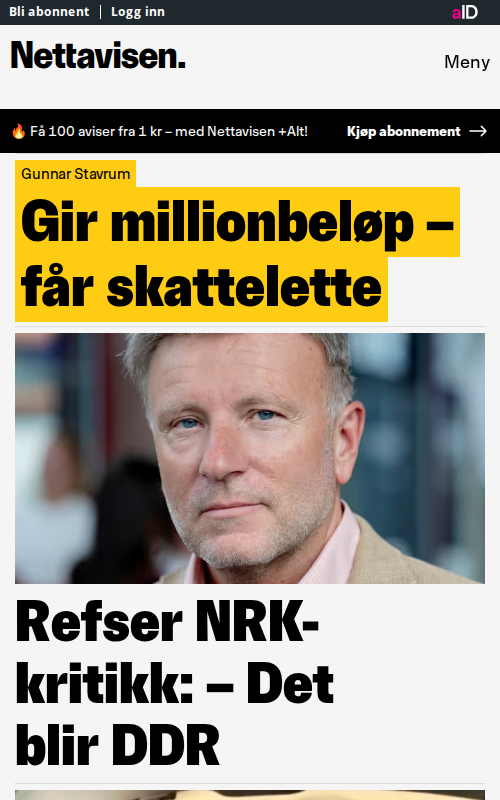 Bli abonnent | Logg inn
aID
Nettavisen.
Meny
🔥 Få 100 aviser fra 1 kr – med Nettavisen +Alt!
Kjøp abonnement →
Gunnar Stavrum
Gir millionbeløp –
får skattelette
Refser NRK-
kritikk: – Det
blir DDR